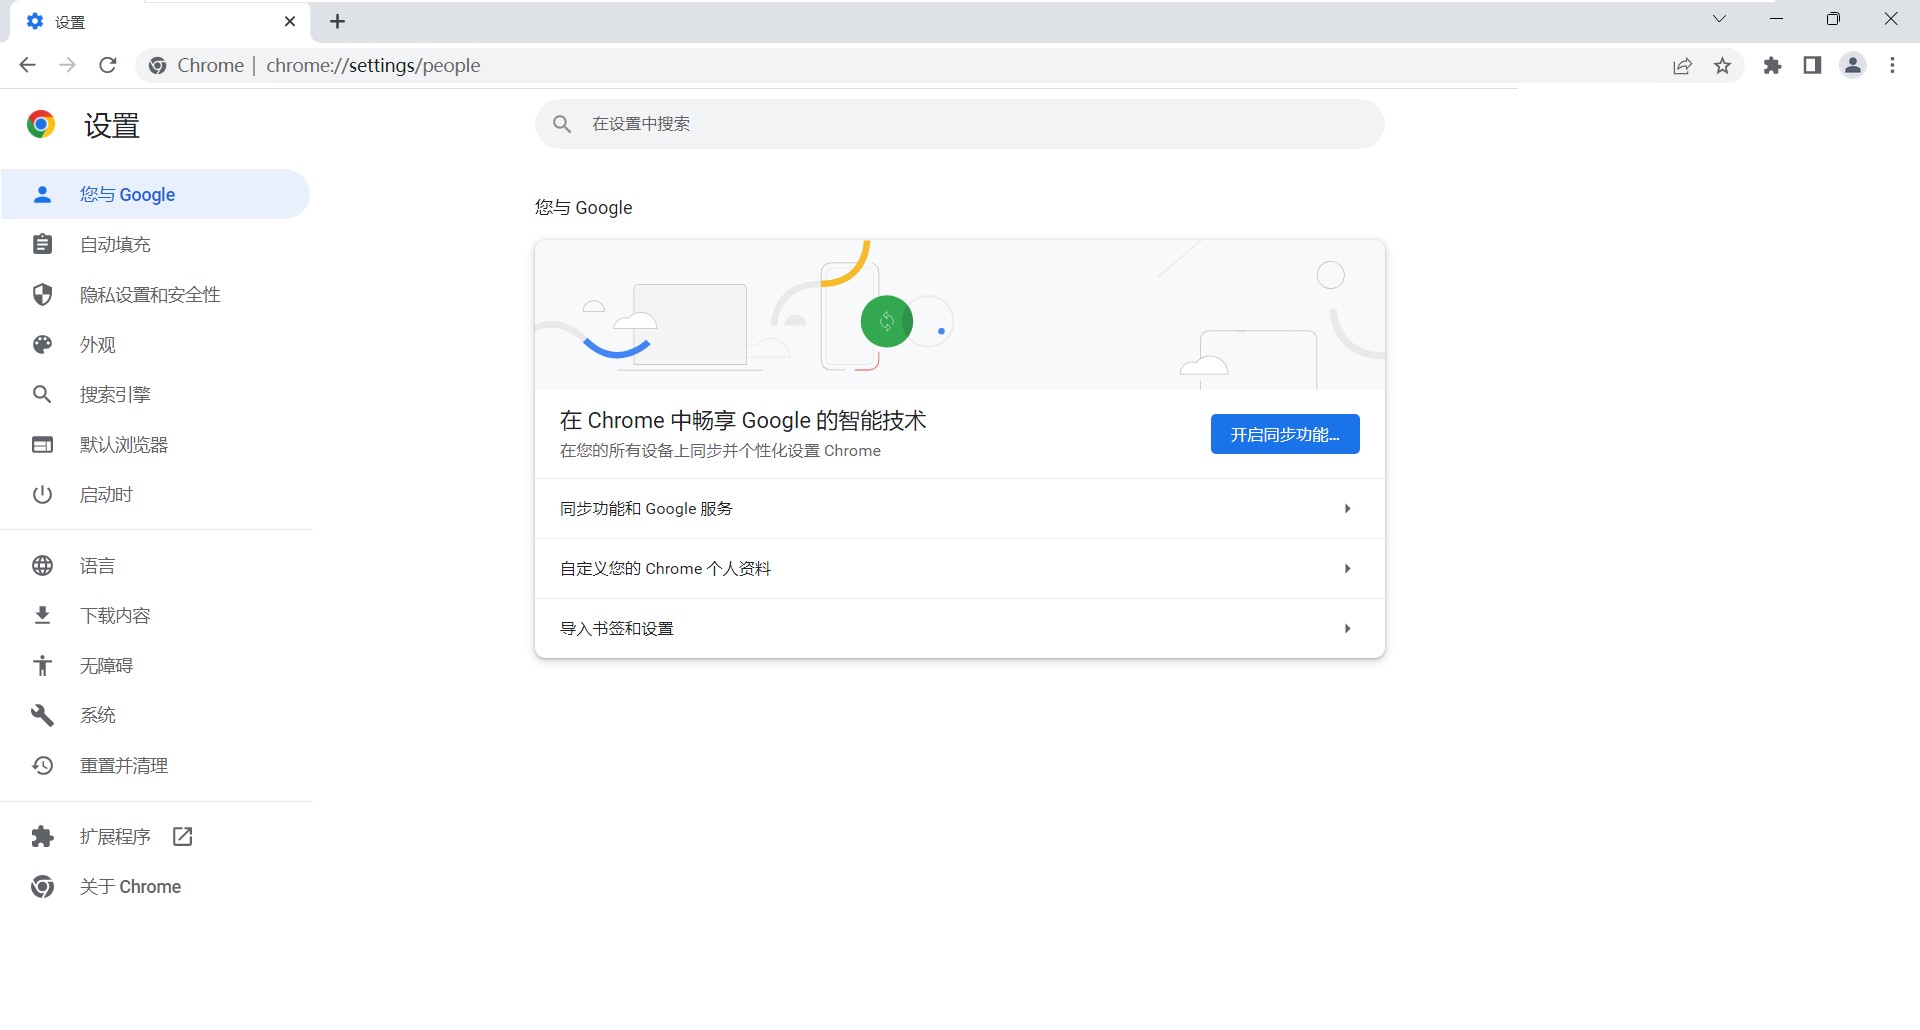 设置
Chrome | chrome://settings/people
设置
在设置中搜索
您与 Google
自动填充
隐私设置和安全性
外观
搜索引擎
默认浏览器
启动时
语言
下载内容
无障碍
系统
重置并清理
扩展程序
关于 Chrome
您与 Google
在 Chrome 中畅享 Google 的智能技术
在您的所有设备上同步并个性化设置 Chrome
开启同步功能...
同步功能和 Google 服务
自定义您的 Chrome 个人资料
导入书签和设置